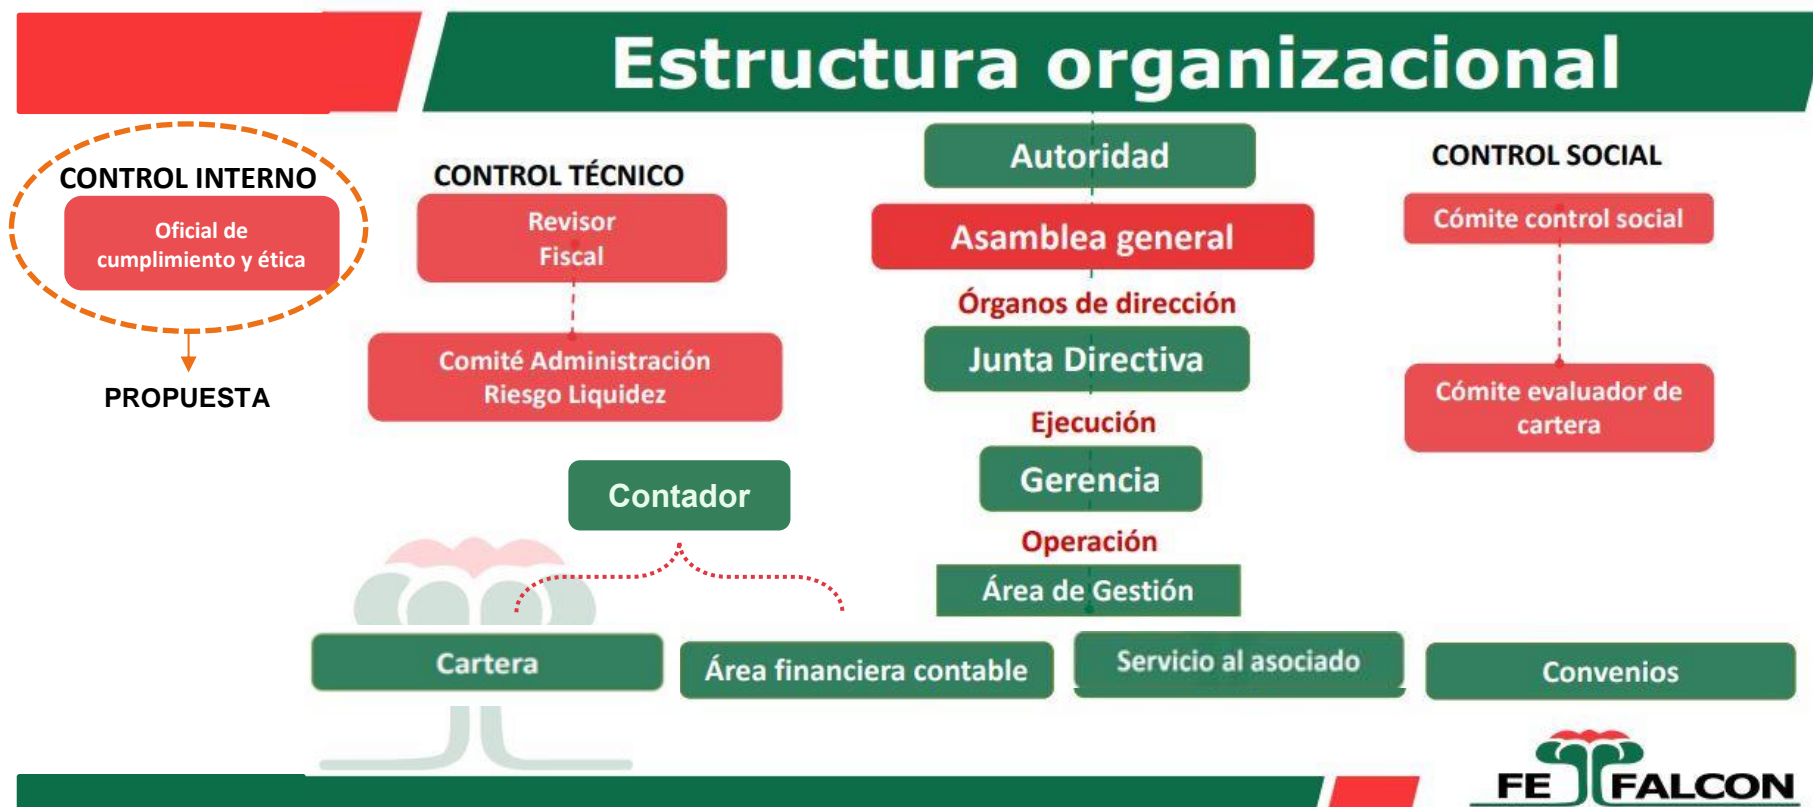 Estructura organizacional
CONTROL INTERNO
Oficial de
cumplimiento y ética
PROPUESTA
CONTROL TÉCNICO
Revisor
Fiscal
Comité Administración
Riesgo Liquidez
Autoridad
Asamblea general
Órganos de dirección
Junta Directiva
Ejecución
Gerencia
Operación
Área de Gestión
CONTROL SOCIAL
Cómite control social
Cómite evaluador de
cartera
Contador
Cartera
Área financiera contable
Servicio al asociado
Convenios
FE FALCON